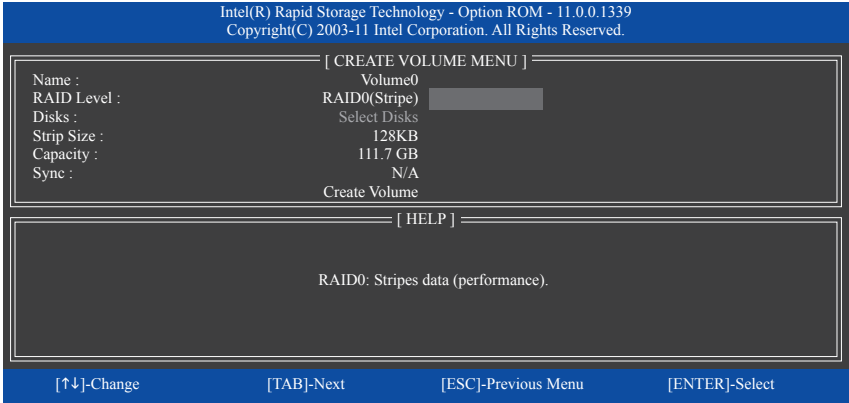 Intel(R) Rapid Storage Technology - Option ROM - 11.0.0.1339
Copyright(C) 2003-11 Intel Corporation. All Rights Reserved.
[ CREATE VOLUME MENU ]
Name : Volume0
RAID Level : RAID0(Stripe)
Disks : Select Disks
Strip Size : 128KB
Capacity : 111.7 GB
Sync : N/A
Create Volume
[ HELP ]
RAID0: Stripes data (performance).
[↑↓]-Change [TAB]-Next [ESC]-Previous Menu [ENTER]-Select